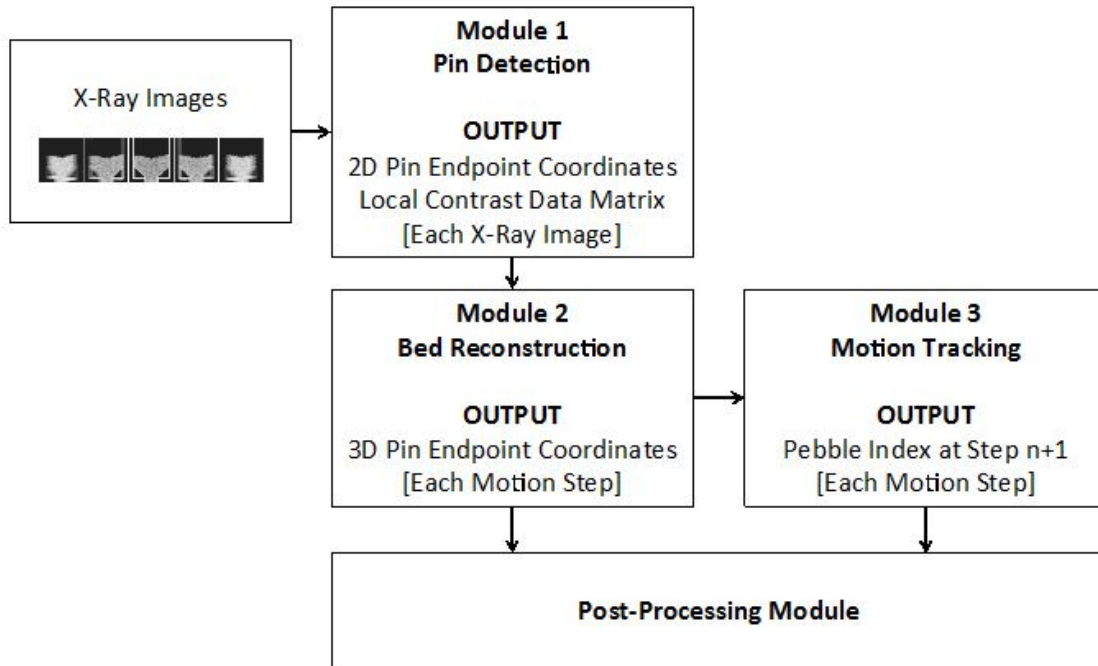 X-Ray Images
Module 1
Pin Detection
OUTPUT
2D Pin Endpoint Coordinates
Local Contrast Data Matrix
[Each X-Ray Image]
Module 2
Bed Reconstruction
OUTPUT
3D Pin Endpoint Coordinates
[Each Motion Step]
Module 3
Motion Tracking
OUTPUT
Pebble Index at Step n+1
[Each Motion Step]
Post-Processing Module